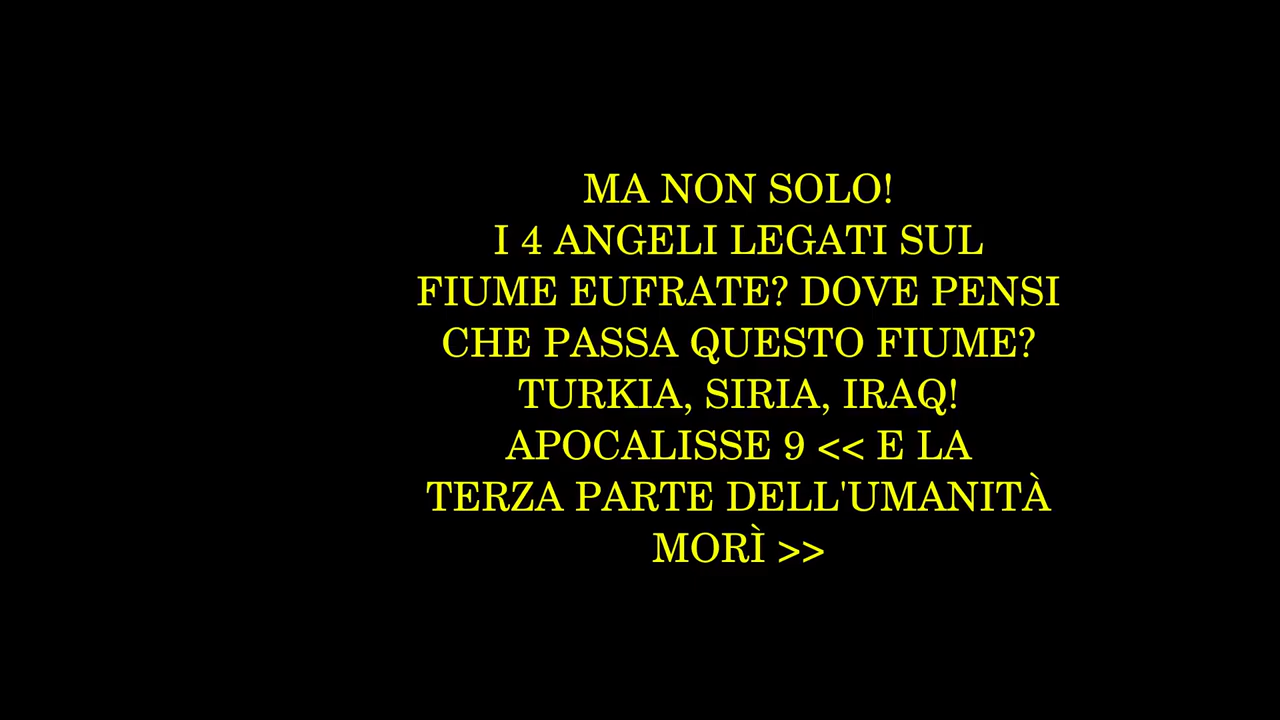 MA NON SOLO!
I 4 ANGELI LEGATI SUL
FIUME EUFRATE? DOVE PENSI
CHE PASSA QUESTO FIUME?
TURKIA, SIRIA, IRAQ!
APOCALISSE 9 << E LA
TERZA PARTE DELL'UMANITÀ
MORÌ >>